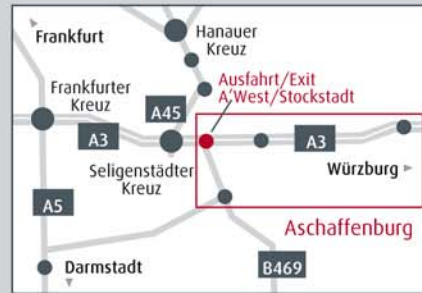 Frankfurt
Hanauer
Kreuz
Ausfahrt/Exit
A'West/Stockstadt
Frankfurter
Kreuz
A45
A3
A3
Seligenstädter
Kreuz
Würzburg
A5
Aschaffenburg
Darmstadt
B469